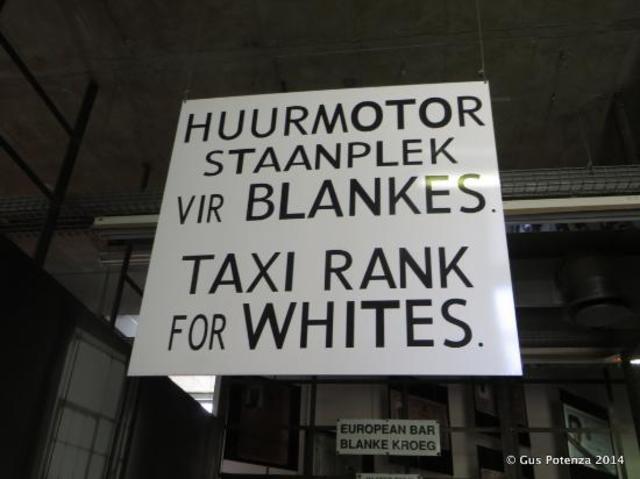 HUURMOTOR
STAANPLEK
VIR BLANKES.
TAXI RANK
FOR WHITES.
EUROPEAN BAR
BLANKE KROEG
© Gus Potenza 2014